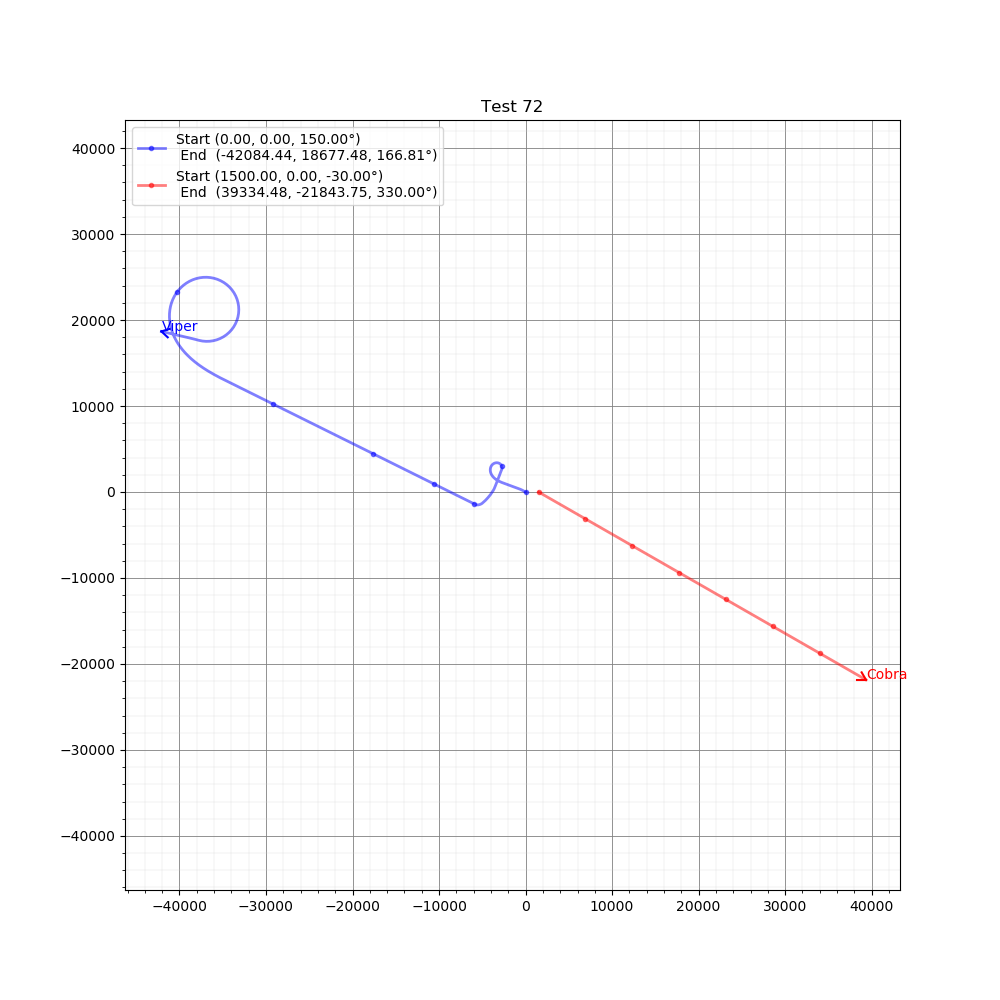 Test 72
Start (0.00, 0.00, 150.00°)
End (-42084.44, 18677.48, 166.81°)
Start (1500.00, 0.00, -30.00°)
End (39334.48, -21843.75, 330.00°)
40000
30000
20000
10000
0
−10000
−20000
−30000
−40000
Viper
Cobra
−40000 −30000 −20000 −10000 0 10000 20000 30000 40000